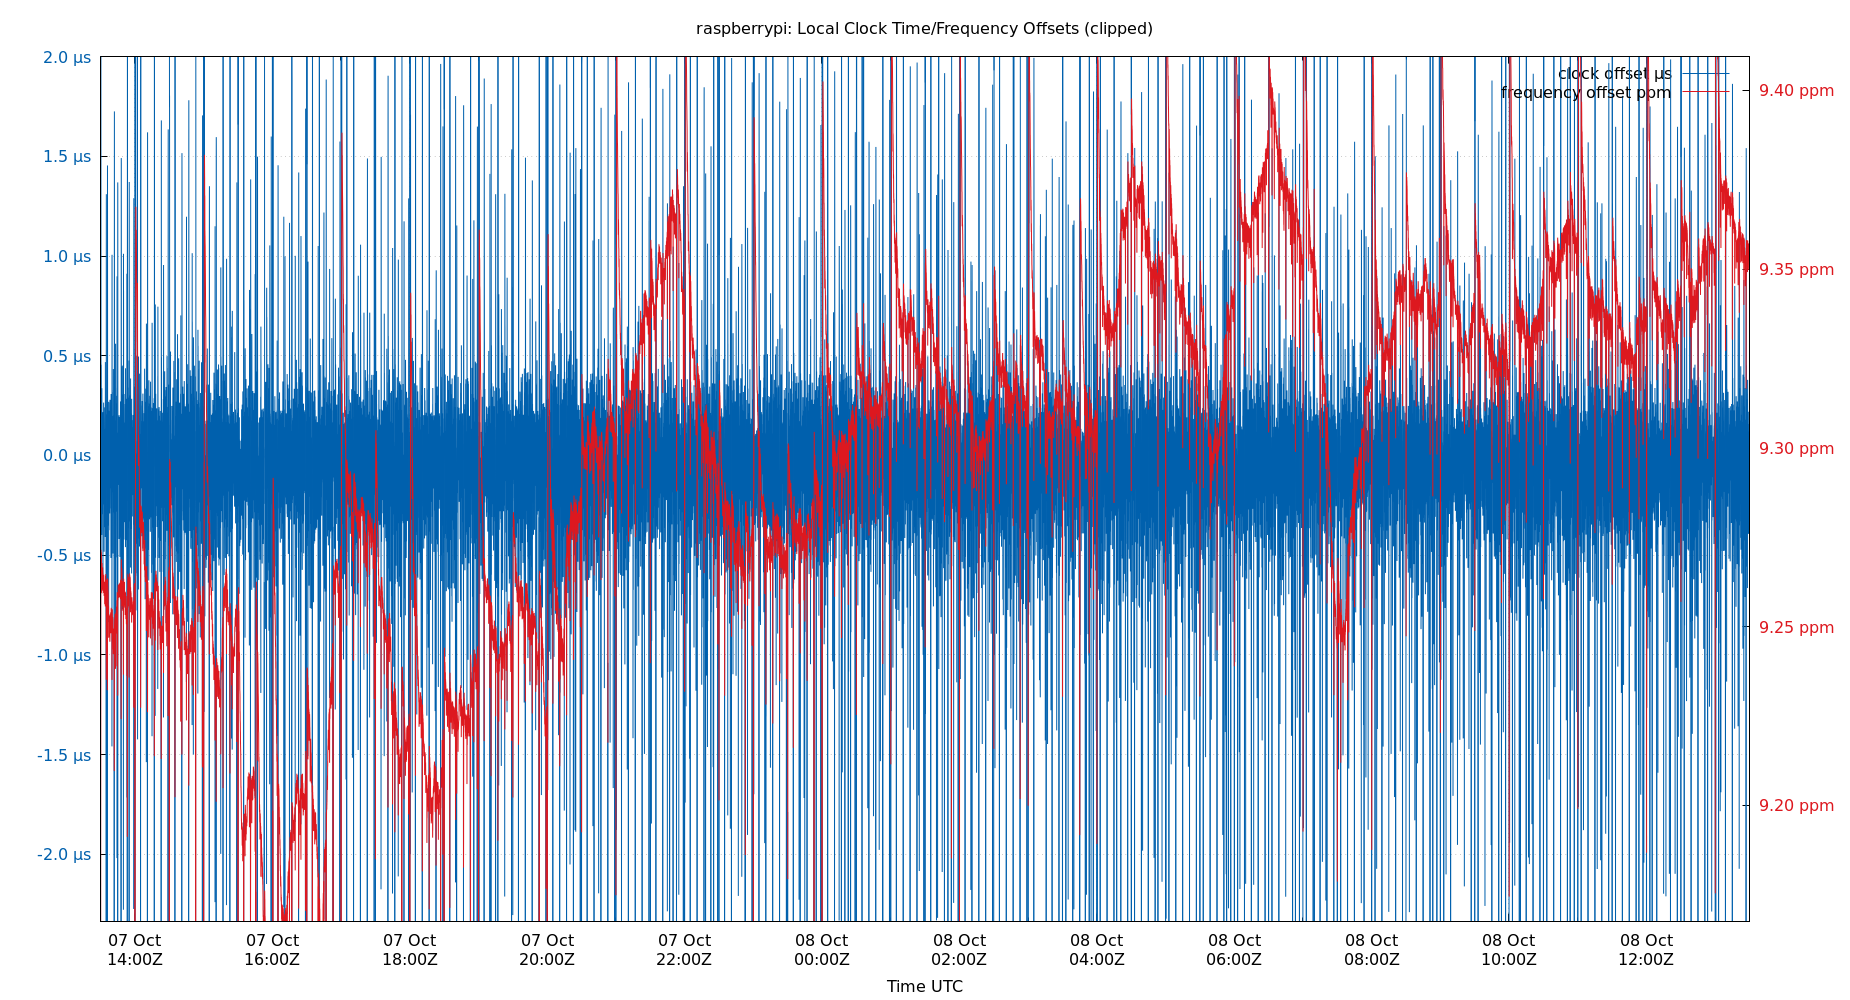 raspberrypi: Local Clock Time/Frequency Offsets (clipped)
2.0 µs
1.5 µs
1.0 µs
0.5 µs
0.0 µs
-0.5 µs
-1.0 µs
-1.5 µs
-2.0 µs
clock offset µs
frequency offset ppm
9.40 ppm
9.35 ppm
9.30 ppm
9.25 ppm
9.20 ppm
07 Oct 07 Oct 07 Oct 07 Oct 07 Oct 08 Oct 08 Oct 08 Oct 08 Oct 08 Oct 08 Oct 08 Oct
14:00Z 16:00Z 18:00Z 20:00Z 22:00Z 00:00Z 02:00Z 04:00Z 06:00Z 08:00Z 10:00Z 12:00Z
Time UTC